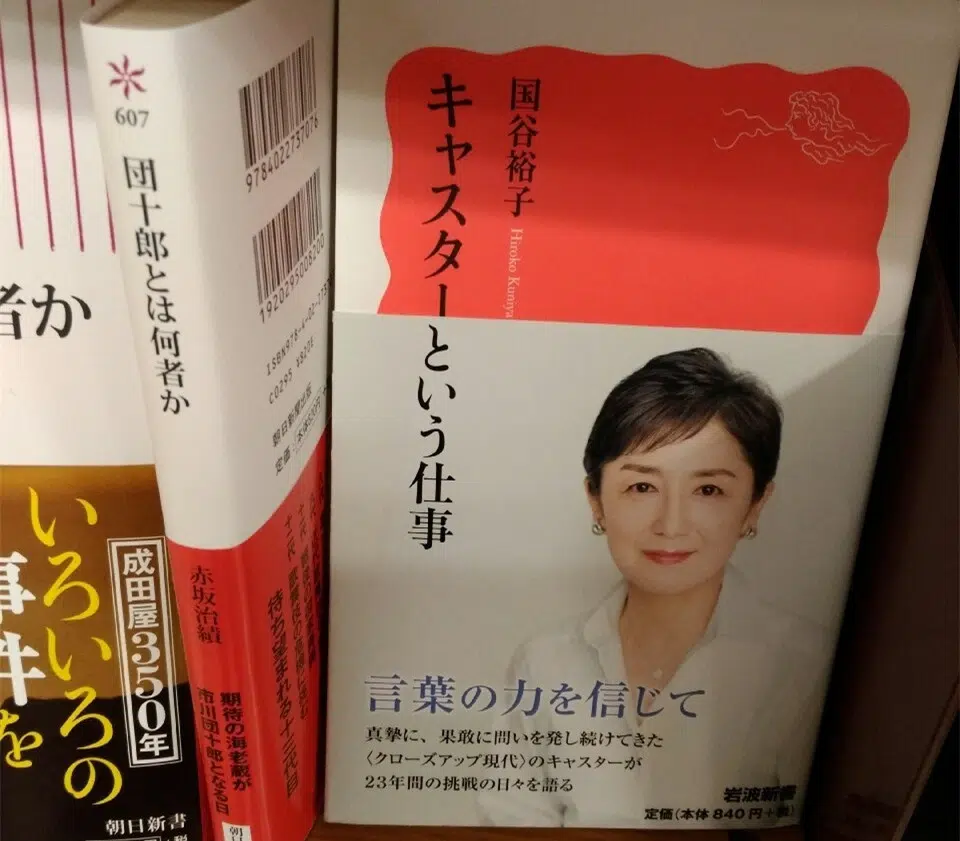 者か
いろいろの
事件を
成田屋350年
朝日新書
607
団十郎とは何者か
赤坂治績
期待の海老蔵が
市川団十郎となる日
9784022737076
1920295008200
ISBN978-4-02-273
C0295 ¥820E
朝日新聞出版
待ち望まれる十三代目
国谷裕子
Hiroko Kuniya
キャスターという仕事
言葉の力を信じて
真摯に、果敢に問いを発し続けてきた
〈クローズアップ現代〉のキャスターが
23年間の挑戦の日々を語る
岩波新書
定価(本体840円+税)